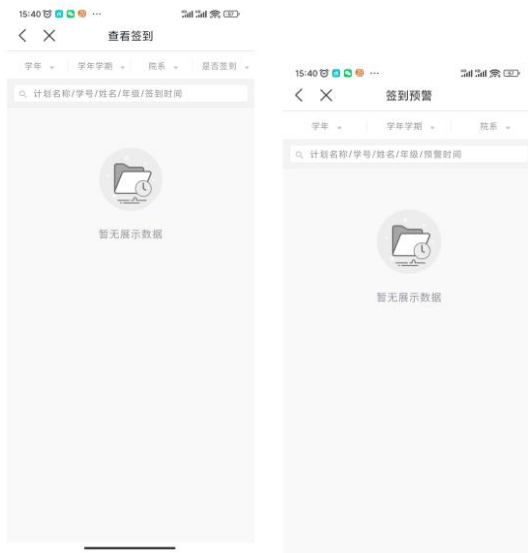 15:40
查看签到
学年 学年学期 院系 是否签到
计划名称/学号/姓名/年级/签到时间
暂无展示数据
15:40
签到预警
学年 学年学期 院系
计划名称/学号/姓名/年级/预警时间
暂无展示数据